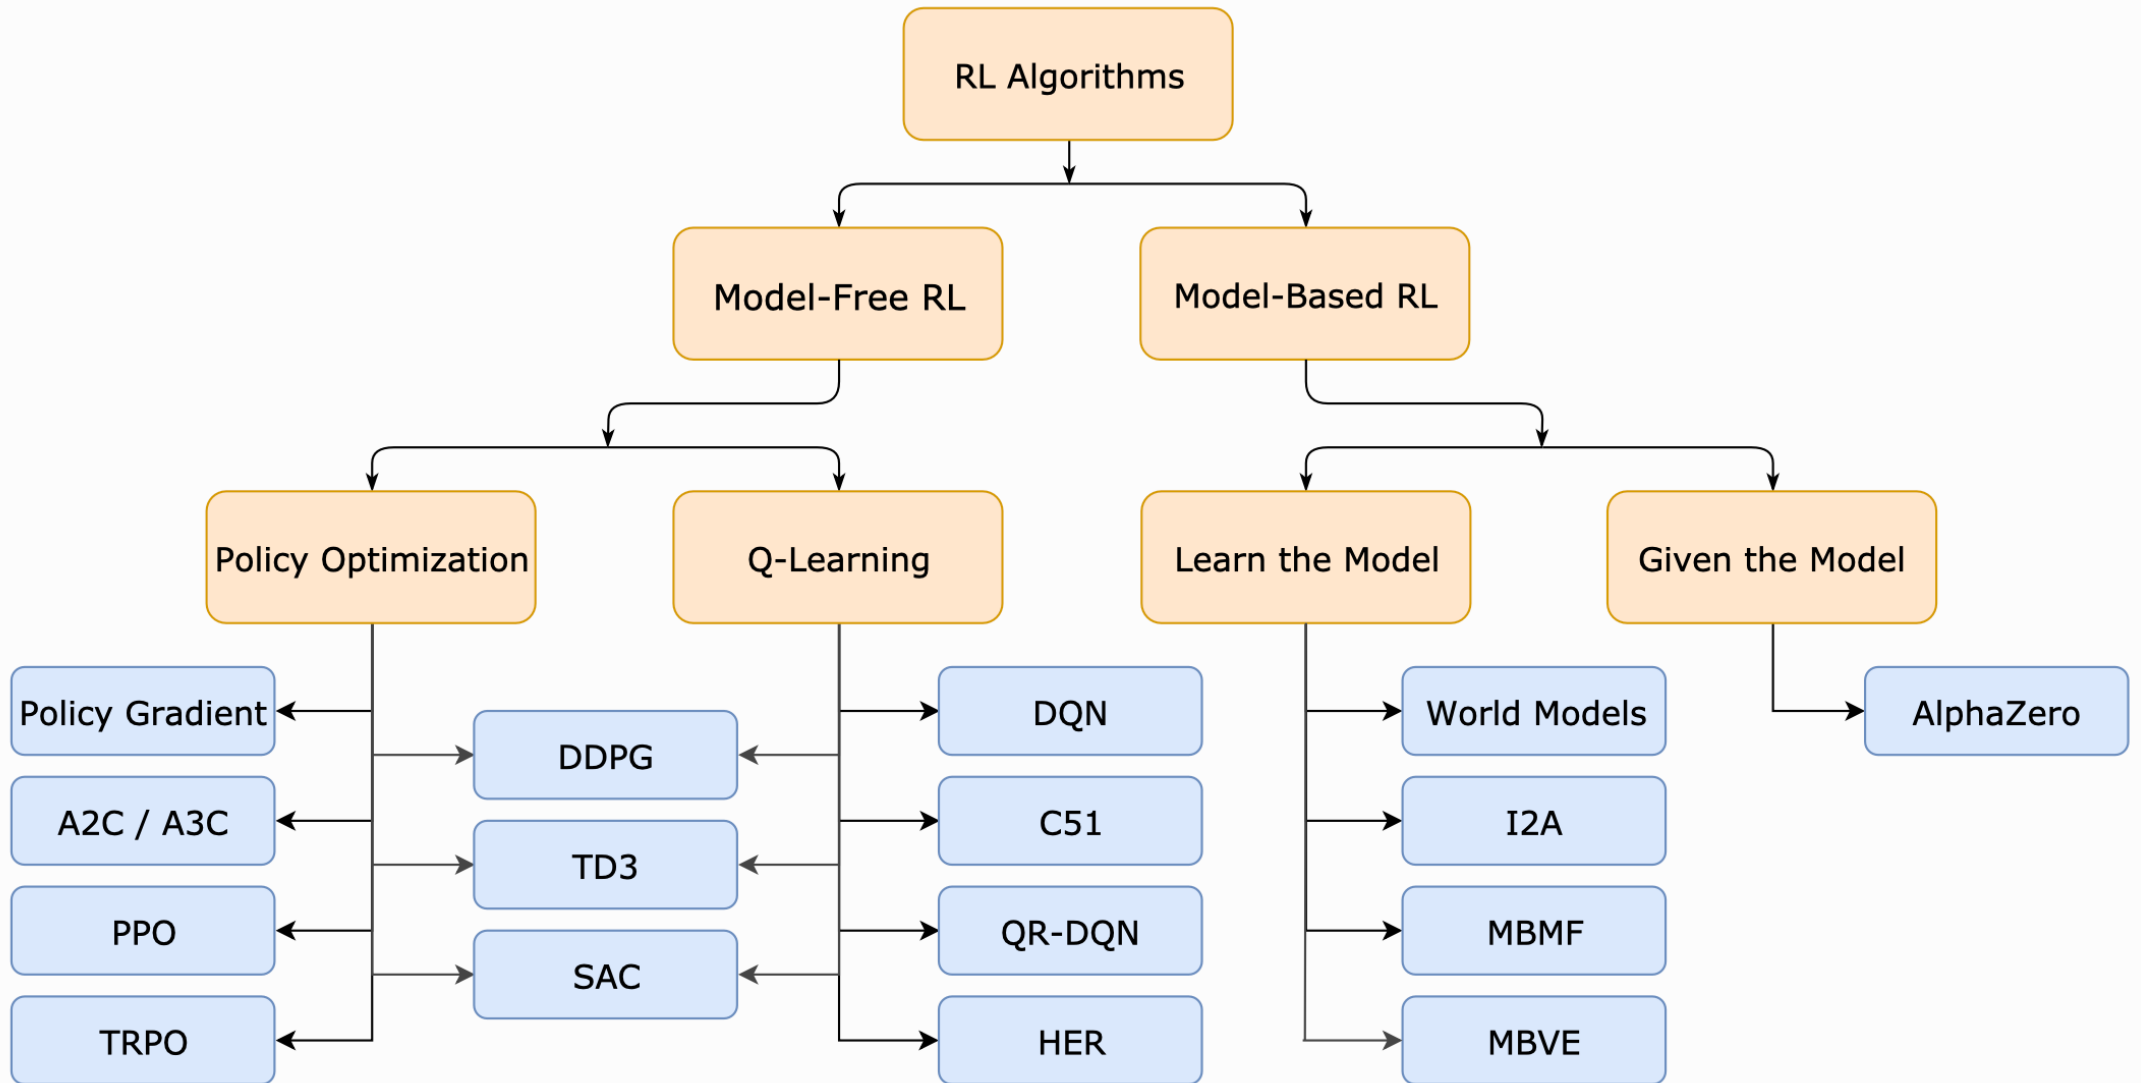 RL Algorithms
Model-Free RL
Model-Based RL
Policy Optimization
Q-Learning
Learn the Model
Given the Model
Policy Gradient
DDPG
DQN
World Models
AlphaZero
A2C / A3C
TD3
C51
I2A
PPO
SAC
QR-DQN
MBMF
TRPO
HER
MBVE